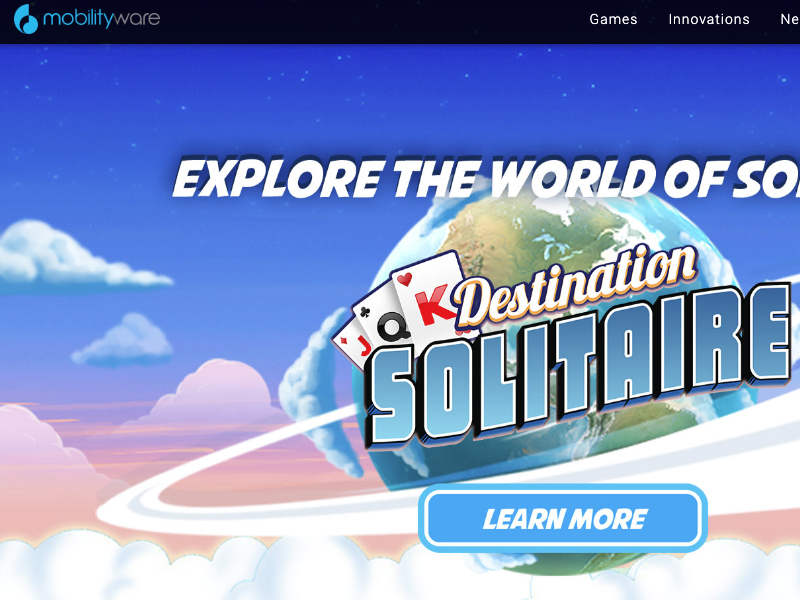 mobilityware
Games
Innovations
Ne
EXPLORE THE WORLD OF SO
J
Q
K
Destination
SOLITAIRE
LEARN MORE